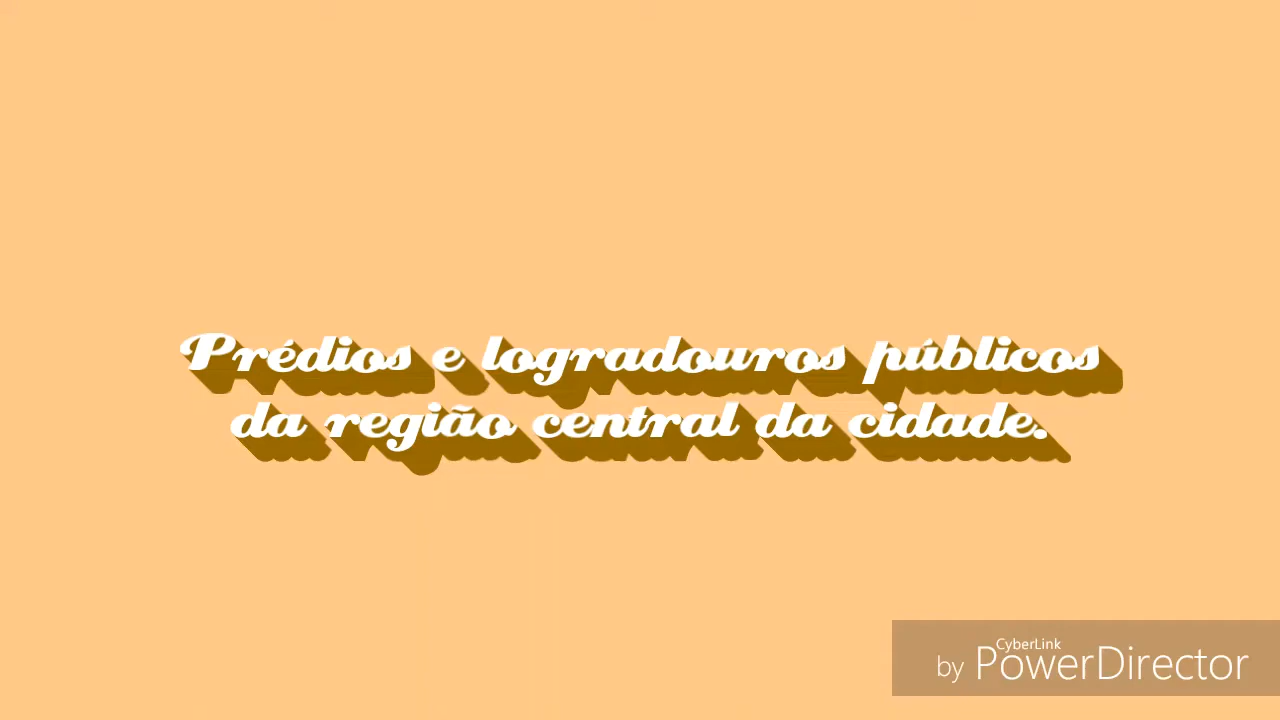 Prédios e logradouros públicos
da região central da cidade.
CyberLink
by PowerDirector